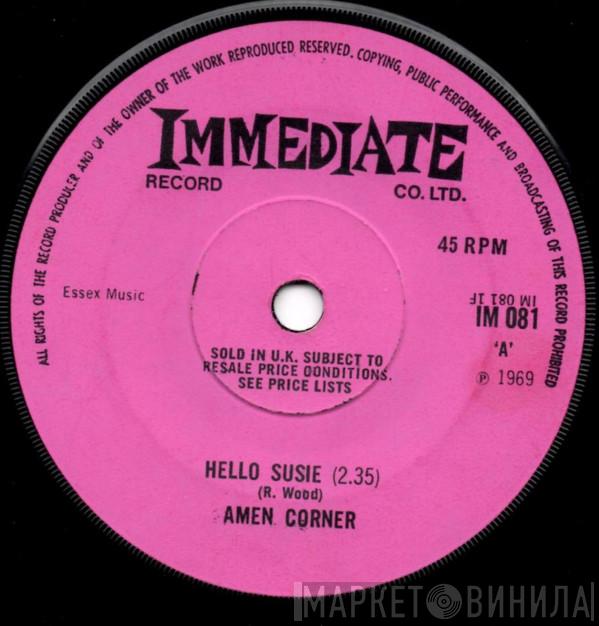 ALL RIGHTS OF THE RECORD PRODUCER AND OF THE OWNER OF THE WORK REPRODUCED RESERVED. COPYING, PUBLIC PERFORMANCE AND BROADCASTING OF THIS RECORD PROHIBITED
IMMEDIATE
RECORD CO. LTD.
45 RPM
Essex Music
IM 081 1F
IM 081
'A'
℗ 1969
SOLD IN U.K. SUBJECT TO
RESALE PRICE CONDITIONS.
SEE PRICE LISTS
HELLO SUSIE (2.35)
(R. Wood)
AMEN CORNER
МАРКЕТ ВИНИЛА